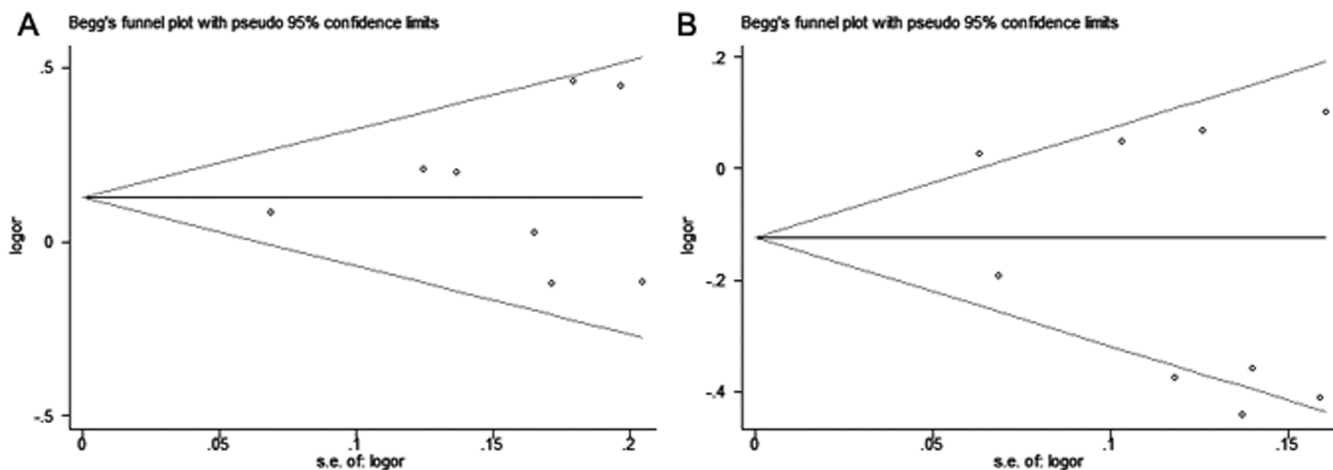 A
Begg's funnel plot with pseudo 95% confidence limits
.5
0
-.5
logor
0
.05
.1
.15
.2
s.e. of: logor
B
Begg's funnel plot with pseudo 95% confidence limits
.2
0
-.2
-.4
logor
0
.05
.1
.15
s.e. of: logor